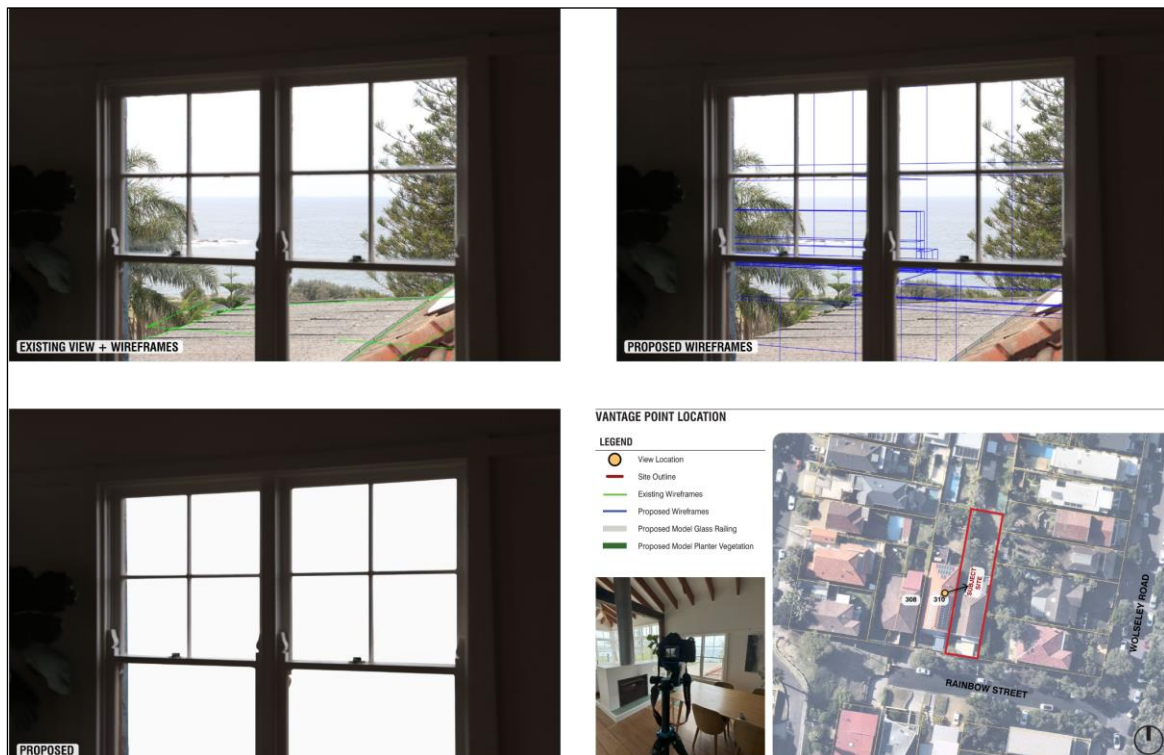 EXISTING VIEW + WIREFRAMES
PROPOSED WIREFRAMES
PROPOSED
VANTAGE POINT LOCATION
LEGEND
View Location
Site Outline
Existing Wireframes
Proposed Wireframes
Proposed Model Glass Railing
Proposed Model Planter Vegetation
308
310
SUBJECT
SITE
WOLSELEY ROAD
RAINBOW STREET